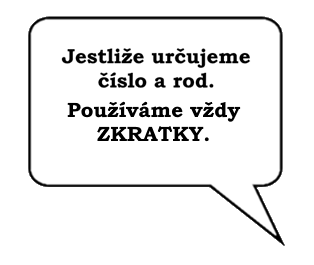 Jestliže určujeme
číslo a rod.
Používáme vždy
ZKRATKY.